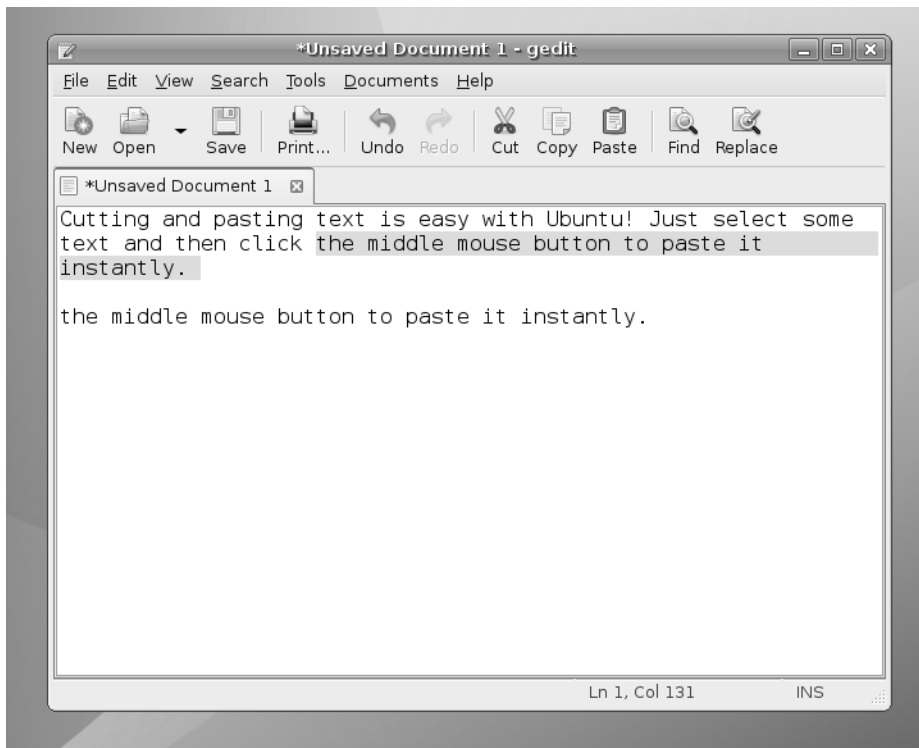 *Unsaved Document 1 - gedit
File Edit View Search Tools Documents Help
New Open Save Print... Undo Redo Cut Copy Paste Find Replace
*Unsaved Document 1
Cutting and pasting text is easy with Ubuntu! Just select some
text and then click the middle mouse button to paste it
instantly.
the middle mouse button to paste it instantly.
Ln 1, Col 131 INS